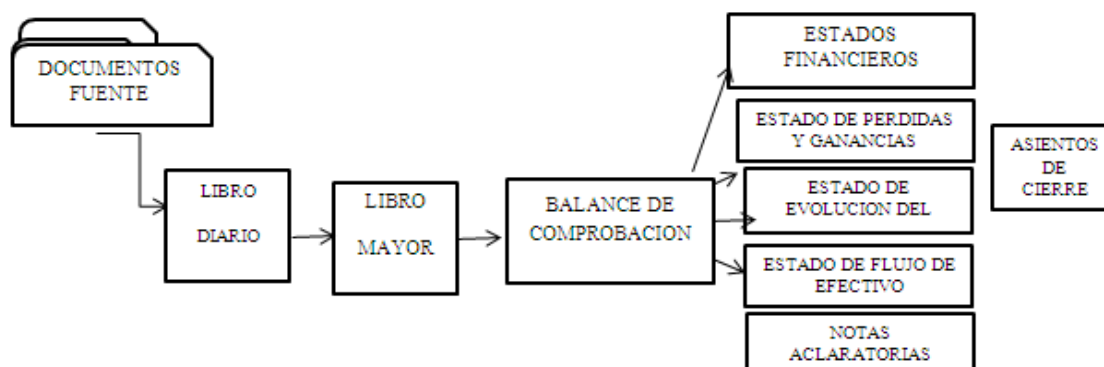 DOCUMENTOS
FUENTE
LIBRO
DIARIO
LIBRO
MAYOR
BALANCE DE
COMPROBACION
ESTADOS
FINANCIEROS
ESTADO DE PERDIDAS
Y GANANCIAS
ESTADO DE
EVOLUCION DEL
ESTADO DE FLUJO DE
EFECTIVO
NOTAS
ACLARATORIAS
ASIENTOS
DE
CIERRE